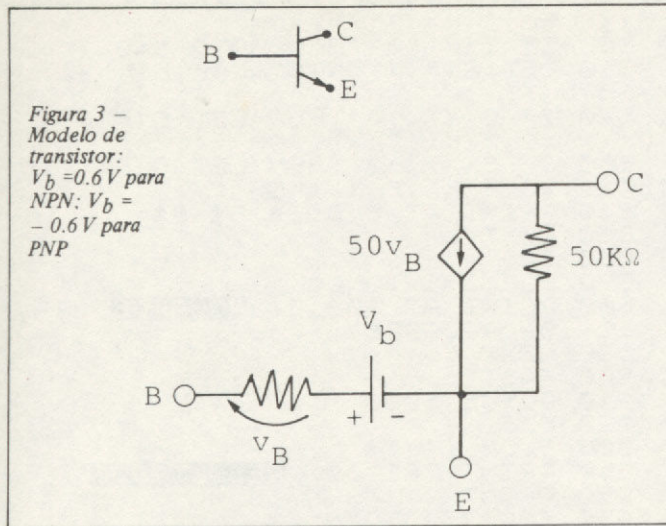 C
B
E
Figura 3 –
Modelo de
transistor:
V_b =0.6 V para
NPN; V_b =
– 0.6 V para
PNP
C
50v_B
50KΩ
V_b
B
+ -
v_B
E